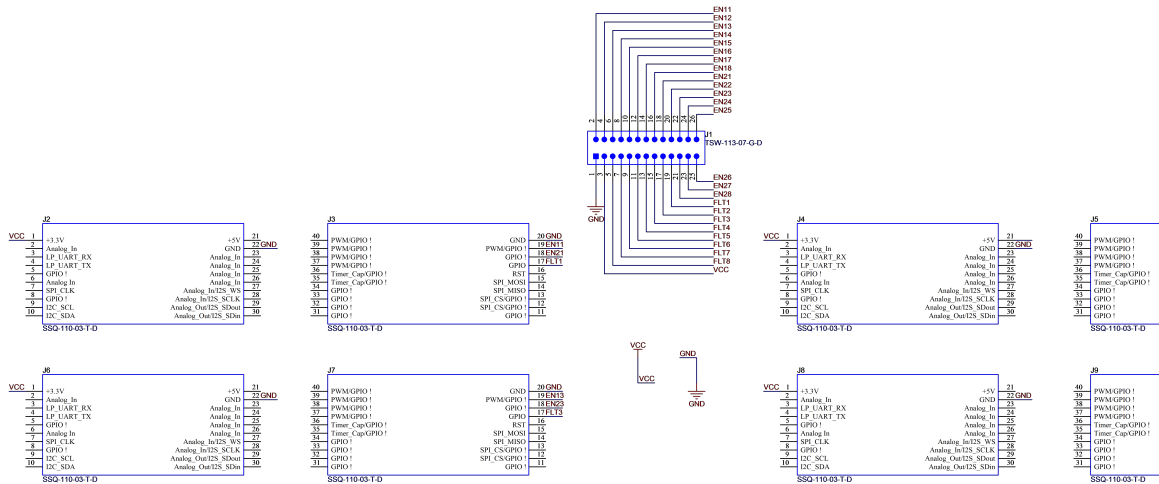 EN11
EN12
EN13
EN14
EN15
EN16
EN17
EN18
EN21
EN22
EN23
EN24
EN25
2 4 6 8 10 12 14 16 18 20 22 24 26
J1
TSW-113-07-G-D
1 3 5 7 9 11 13 15 17 19 21 23 25
EN26
EN27
EN28
FLT1
FLT2
FLT3
FLT4
FLT5
FLT6
FLT7
FLT8
VCC
GND
J2
VCC 1 +3.3V +5V 21
2 Analog_In GND 22 GND
3 LP_UART_RX Analog_In 23
4 LP_UART_TX Analog_In 24
5 GPIO ! Analog_In 25
6 Analog In Analog_In 26
7 SPI_CLK Analog_In/I2S_WS 27
8 GPIO ! Analog_In/I2S_SCLK 28
9 I2C_SCL Analog_Out/I2S_SDout 29
10 I2C_SDA Analog_Out/I2S_SDin 30
SSQ-110-03-T-D
J3
40 PWM/GPIO ! GND 20 GND
39 PWM/GPIO ! PWM/GPIO ! 19 EN11
38 PWM/GPIO ! GPIO ! 18 EN21
37 PWM/GPIO ! GPIO 17 FLT1
36 Timer_Cap/GPIO ! RST 16
35 Timer_Cap/GPIO ! SPI_MOSI 15
34 GPIO ! SPI_MISO 14
33 GPIO ! SPI_CS/GPIO ! 13
32 GPIO ! SPI_CS/GPIO ! 12
31 GPIO ! GPIO ! 11
SSQ-110-03-T-D
J4
VCC 1 +3.3V +5V 21
2 Analog_In GND 22 GND
3 LP_UART_RX Analog_In 23
4 LP_UART_TX Analog_In 24
5 GPIO ! Analog_In 25
6 Analog In Analog_In 26
7 SPI_CLK Analog_In/I2S_WS 27
8 GPIO ! Analog_In/I2S_SCLK 28
9 I2C_SCL Analog_Out/I2S_SDout 29
10 I2C_SDA Analog_Out/I2S_SDin 30
SSQ-110-03-T-D
J5
40 PWM/GPIO !
39 PWM/GPIO !
38 PWM/GPIO !
37 PWM/GPIO !
36 Timer_Cap/GPIO !
35 Timer_Cap/GPIO !
34 GPIO !
33 GPIO !
32 GPIO !
31 GPIO !
SSQ-110-03-T-D
J6
VCC 1 +3.3V +5V 21
2 Analog_In GND 22 GND
3 LP_UART_RX Analog_In 23
4 LP_UART_TX Analog_In 24
5 GPIO ! Analog_In 25
6 Analog In Analog_In 26
7 SPI_CLK Analog_In/I2S_WS 27
8 GPIO ! Analog_In/I2S_SCLK 28
9 I2C_SCL Analog_Out/I2S_SDout 29
10 I2C_SDA Analog_Out/I2S_SDin 30
SSQ-110-03-T-D
J7
40 PWM/GPIO ! GND 20 GND
39 PWM/GPIO ! PWM/GPIO ! 19 EN13
38 PWM/GPIO ! GPIO ! 18 EN23
37 PWM/GPIO ! GPIO 17 FLT3
36 Timer_Cap/GPIO ! RST 16
35 Timer_Cap/GPIO ! SPI_MOSI 15
34 GPIO ! SPI_MISO 14
33 GPIO ! SPI_CS/GPIO ! 13
32 GPIO ! SPI_CS/GPIO ! 12
31 GPIO ! GPIO ! 11
SSQ-110-03-T-D
VCC
VCC
GND
GND
J8
VCC 1 +3.3V +5V 21
2 Analog_In GND 22 GND
3 LP_UART_RX Analog_In 23
4 LP_UART_TX Analog_In 24
5 GPIO ! Analog_In 25
6 Analog In Analog_In 26
7 SPI_CLK Analog_In/I2S_WS 27
8 GPIO ! Analog_In/I2S_SCLK 28
9 I2C_SCL Analog_Out/I2S_SDout 29
10 I2C_SDA Analog_Out/I2S_SDin 30
SSQ-110-03-T-D
J9
40 PWM/GPIO !
39 PWM/GPIO !
38 PWM/GPIO !
37 PWM/GPIO !
36 Timer_Cap/GPIO !
35 Timer_Cap/GPIO !
34 GPIO !
33 GPIO !
32 GPIO !
31 GPIO !
SSQ-110-03-T-D